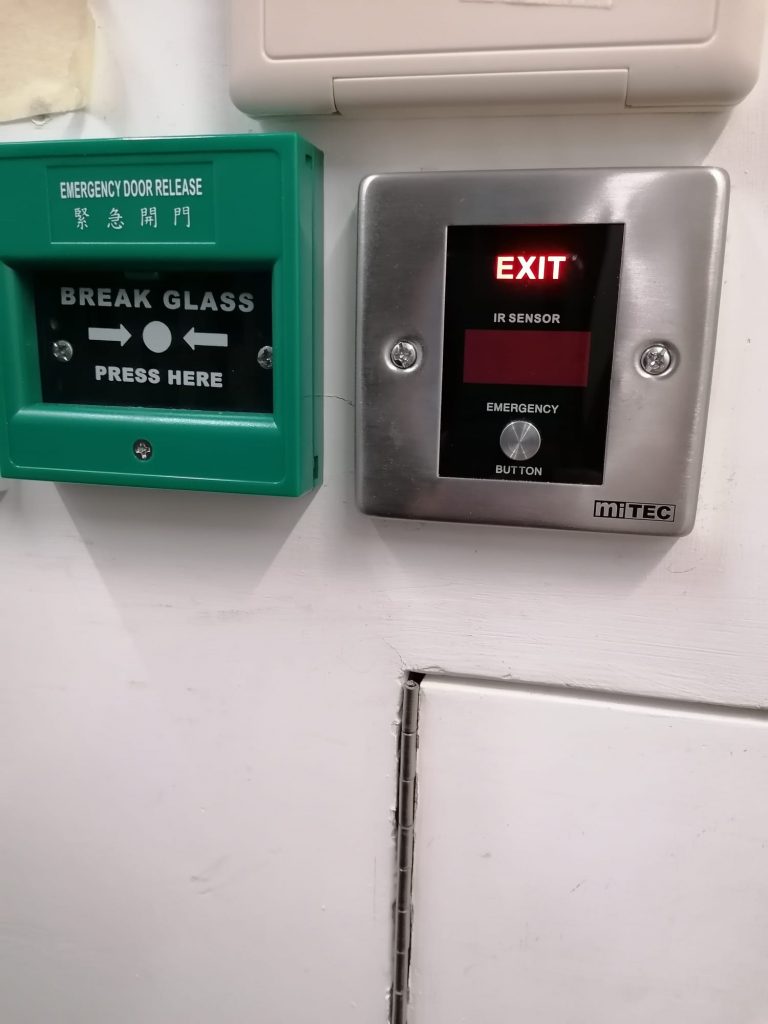 EMERGENCY DOOR RELEASE
緊急開門
BREAK GLASS
PRESS HERE
EXIT
IR SENSOR
EMERGENCY
BUTTON
miTEC